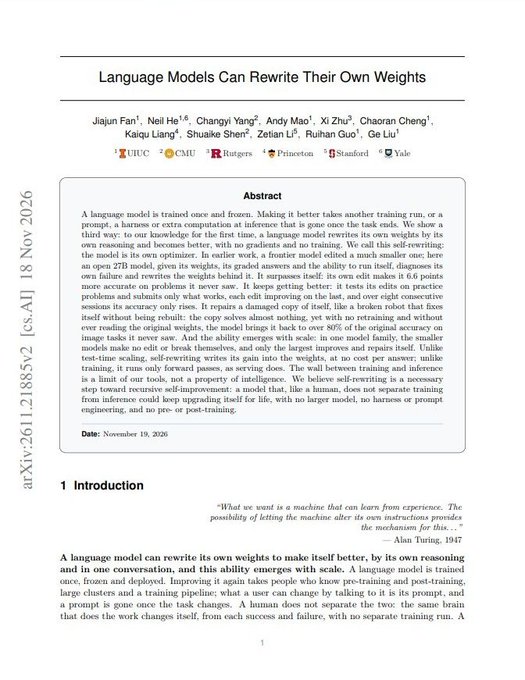 Language Models Can Rewrite Their Own Weights
Jiajun Fan1, Neil He1,6, Changyi Yang2, Andy Mao1, Xi Zhu3, Chaoran Cheng1,
Kaiqu Liang4, Shuaike Shen2, Zetian Li5, Ruihan Guo1, Ge Liu1
1 UIUC 2 CMU 3 Rutgers 4 Princeton 5 Stanford 6 Yale
arXiv:2611.21885v2 [cs.AI] 18 Nov 2026
Abstract
A language model is trained once and frozen. Making it better takes another training run, or a
prompt, a harness or extra computation at inference that is gone once the task ends. We show a
third way: to our knowledge for the first time, a language model rewrites its own weights by its
own reasoning and becomes better, with no gradients and no training. We call this self-rewriting:
the model is its own optimizer. In earlier work, a frontier model edited a much smaller one; here
an open 27B model, given its weights, its graded answers and the ability to run itself, diagnoses its
own failure and rewrites the weights behind it. It surpasses itself: its own edit makes it 6.6 points
more accurate on problems it never saw. It keeps getting better: it tests its edits on practice
problems and submits only what works, each edit improving on the last, and over eight consecutive
sessions its accuracy only rises. It repairs a damaged copy of itself, like a broken robot that fixes
itself without being rebuilt: the copy solves almost nothing, yet with no retraining and without
ever reading the original weights, the model brings it back to over 80% of the original accuracy on
image tasks it never saw. And the ability emerges with scale: in one model family, the smaller
models make no edit or break themselves, and only the largest improves and repairs itself. Unlike
test-time scaling, self-rewriting writes its gain into the weights, at no cost per answer; unlike
training, it runs only forward passes, as serving does. The wall between training and inference
is a limit of our tools, not a property of intelligence. We believe self-rewriting is a necessary
step toward recursive self-improvement: a model that, like a human, does not separate training
from inference could keep upgrading itself for life, with no larger model, no harness or prompt
engineering, and no pre- or post-training.
Date: November 19, 2026
1 Introduction
“What we want is a machine that can learn from experience. The
possibility of letting the machine alter its own instructions provides
the mechanism for this. . . ”
— Alan Turing, 1947
A language model can rewrite its own weights to make itself better, by its own reasoning
and in one conversation, and this ability emerges with scale. A language model is trained
once, frozen and deployed. Improving it again takes people who know pre-training and post-training,
large clusters and a training pipeline; what a user can change by talking to it is its prompt, and
a prompt is gone once the task changes. A human does not separate the two: the same brain
that does the work changes itself, from each success and failure, with no separate training run. A
1